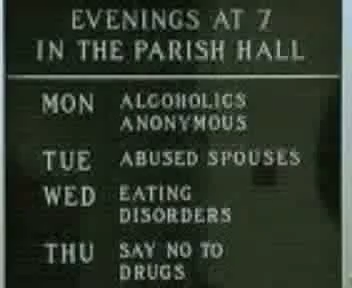 EVENINGS AT 7
IN THE PARISH HALL
MON ALCOHOLICS
ANONYMOUS
TUE ABUSED SPOUSES
WED EATING
DISORDERS
THU SAY NO TO
DRUGS